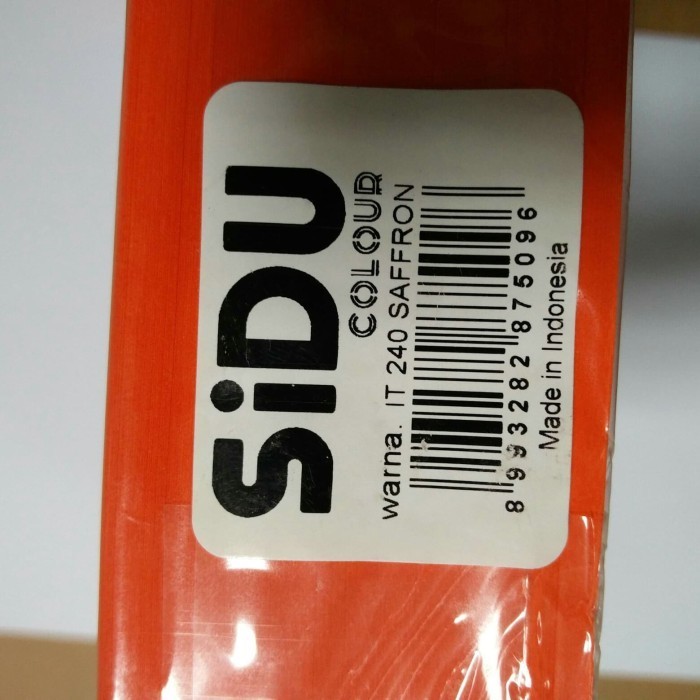 SiDU
COLOUR
warna. IT 240 SAFFRON
8 993282 875096
Made in Indonesia